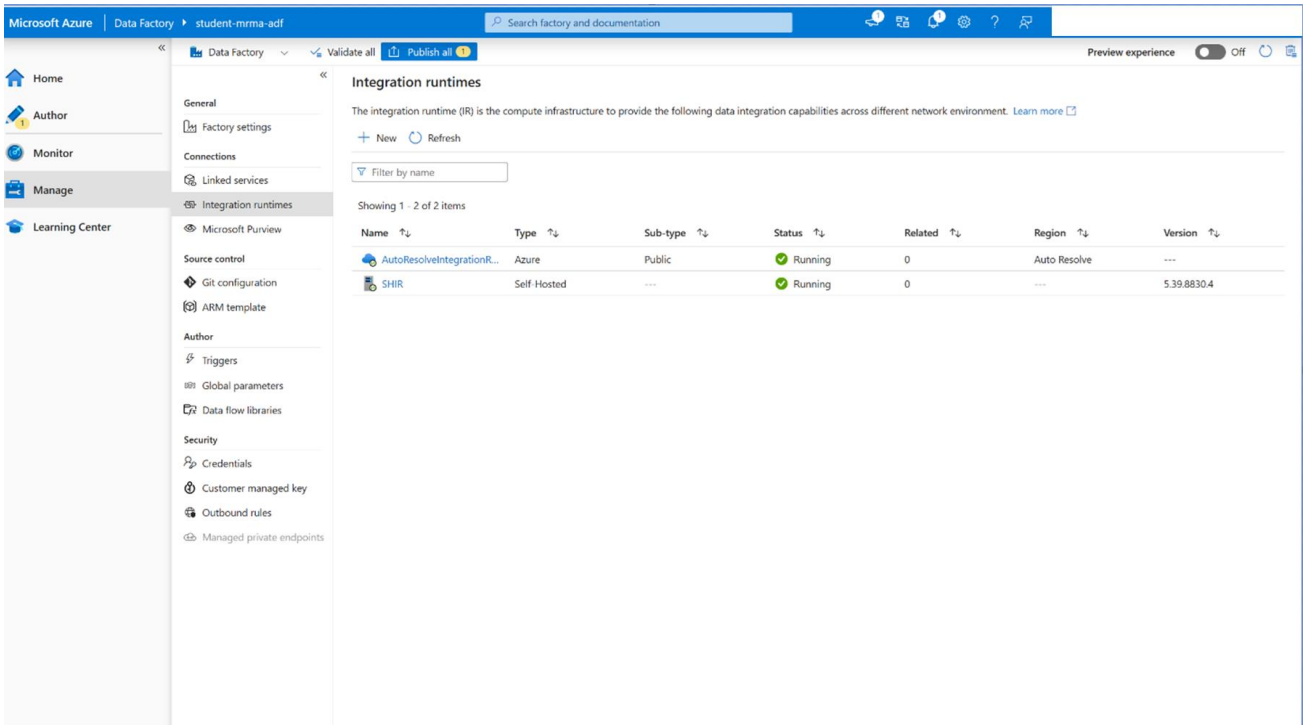 Microsoft Azure | Data Factory ▸ student-mrma-adf
Search factory and documentation
1
1
Data Factory
Validate all
Publish all 1
Preview experience
Off
Home
Author
1
Monitor
Manage
Learning Center
General
Factory settings
Connections
Linked services
Integration runtimes
Microsoft Purview
Source control
Git configuration
ARM template
Author
Triggers
Global parameters
Data flow libraries
Security
Credentials
Customer managed key
Outbound rules
Managed private endpoints
Integration runtimes
The integration runtime (IR) is the compute infrastructure to provide the following data integration capabilities across different network environment. Learn more
New Refresh
Filter by name
Showing 1 - 2 of 2 items
Name Type Sub-type Status Related Region Version
AutoResolveIntegrationR... Azure Public Running 0 Auto Resolve ---
SHIR Self-Hosted --- Running 0 --- 5.39.8830.4